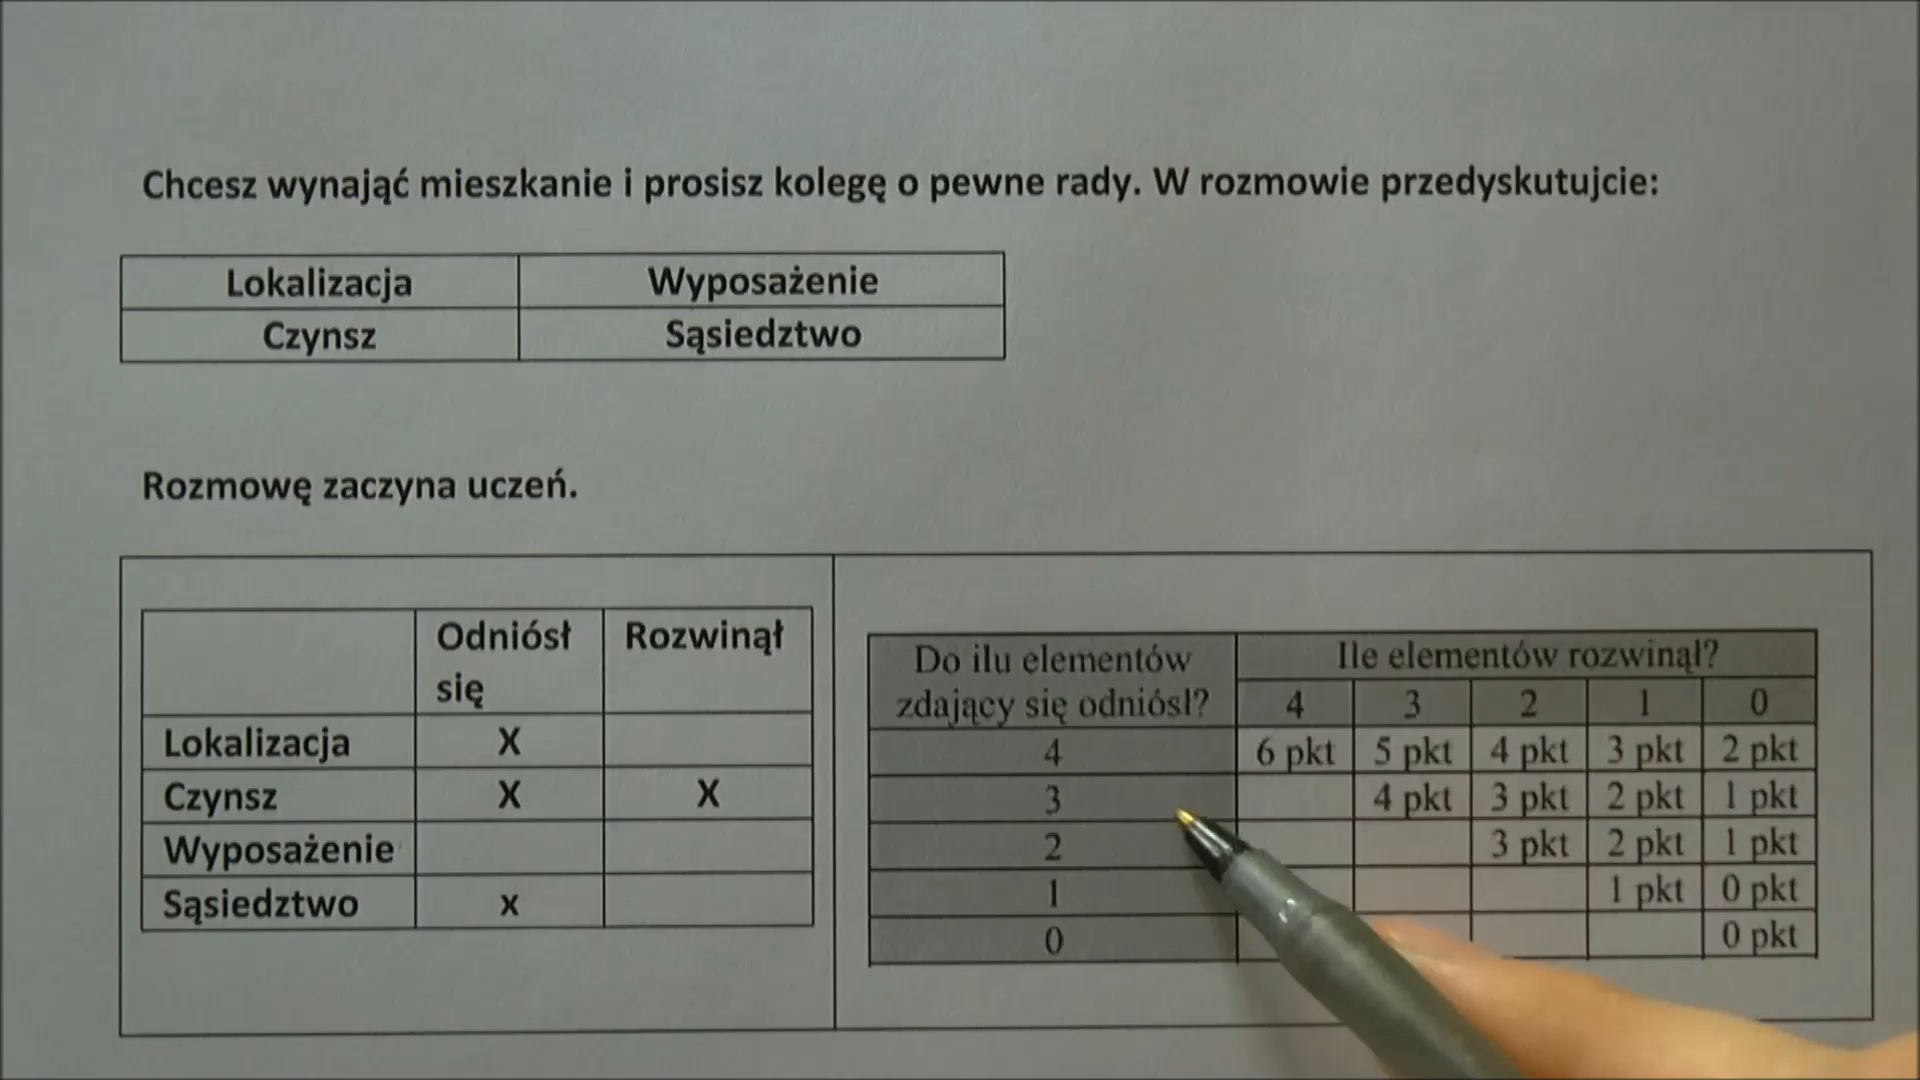 Chcesz wynająć mieszkanie i prosisz kolegę o pewne rady. W rozmowie przedyskutujcie:
Lokalizacja Wyposażenie
Czynsz Sąsiedztwo
Rozmowę zaczyna uczeń.
Odniósł się Rozwinął
Lokalizacja X
Czynsz X X
Wyposażenie
Sąsiedztwo x
Do ilu elementów zdający się odniósł? Ile elementów rozwinął?
4 3 2 1 0
4 6 pkt 5 pkt 4 pkt 3 pkt 2 pkt
3 4 pkt 3 pkt 2 pkt 1 pkt
2 3 pkt 2 pkt 1 pkt
1 1 pkt 0 pkt
0 0 pkt